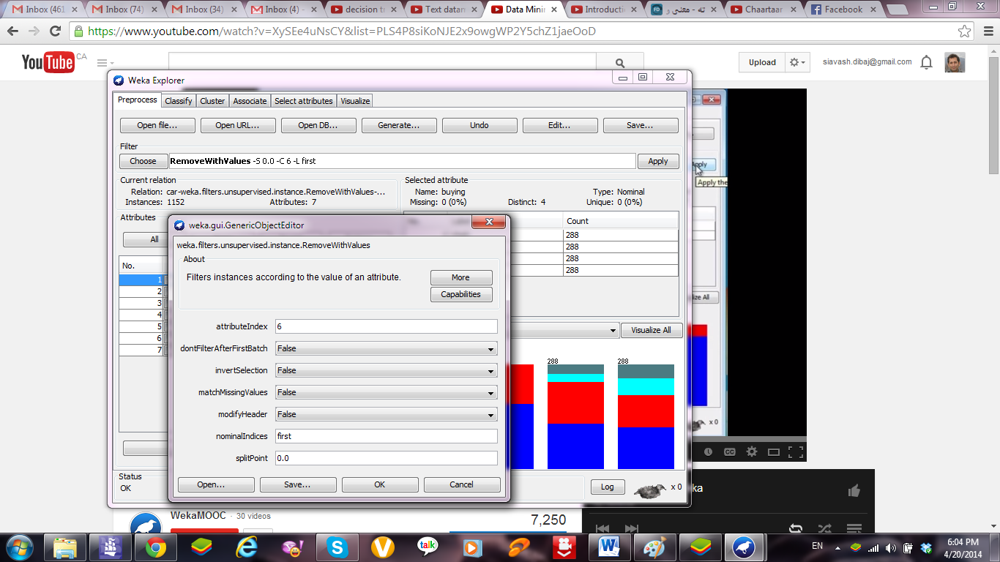 Inbox (461
Inbox (74)
Inbox (34)
Inbox (4) -
decision tr
Text datam
Data Minin
Introductio
ته - معنی و
Chaartaar
Facebook
https://www.youtube.com/watch?v=XySEe4uNsCY&list=PLS4P8siKoNJE2x9owgWP2Y5chZ1jaeOoD
YouTube CA
Upload
siavash.dibaj@gmail.com
Weka Explorer
Preprocess Classify Cluster Associate Select attributes Visualize
Open file... Open URL... Open DB... Generate... Undo Edit... Save...
Filter
Choose RemoveWithValues -S 0.0 -C 6 -L first Apply
Apply
Apply the
Current relation
Relation: car-weka.filters.unsupervised.instance.RemoveWithValues-...
Instances: 1152 Attributes: 7
Selected attribute
Name: buying Type: Nominal
Missing: 0 (0%) Distinct: 4 Unique: 0 (0%)
Attributes
All
No.
1
2
3
4
5
6
7
Count
288
288
288
288
weka.gui.GenericObjectEditor
weka.filters.unsupervised.instance.RemoveWithValues
About
Filters instances according to the value of an attribute.
More
Capabilities
attributeIndex 6
dontFilterAfterFirstBatch False
invertSelection False
matchMissingValues False
modifyHeader False
nominalIndices first
splitPoint 0.0
Open... Save... OK Cancel
Visualize All
ize All
288 288
Status
OK
Log x 0
x 0
WekaMOOC · 30 videos
7,250
ka
EN
6:04 PM
4/20/2014
talk